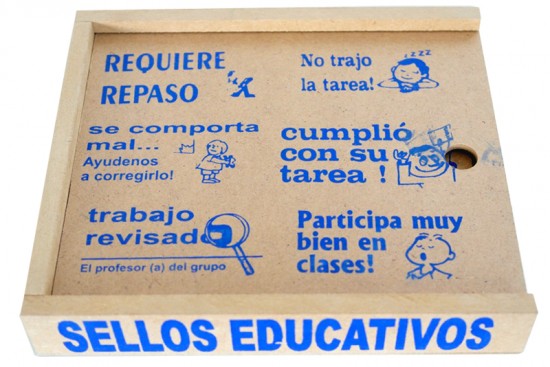 REQUIERE
REPASO
No trajo
la tarea!
zzzz
se comporta
mal...
Ayudenos
a corregirlo!
cumplió
con su
tarea !
trabajo
revisado
El profesor (a) del grupo
Participa muy
bien en
clases!
SELLOS EDUCATIVOS